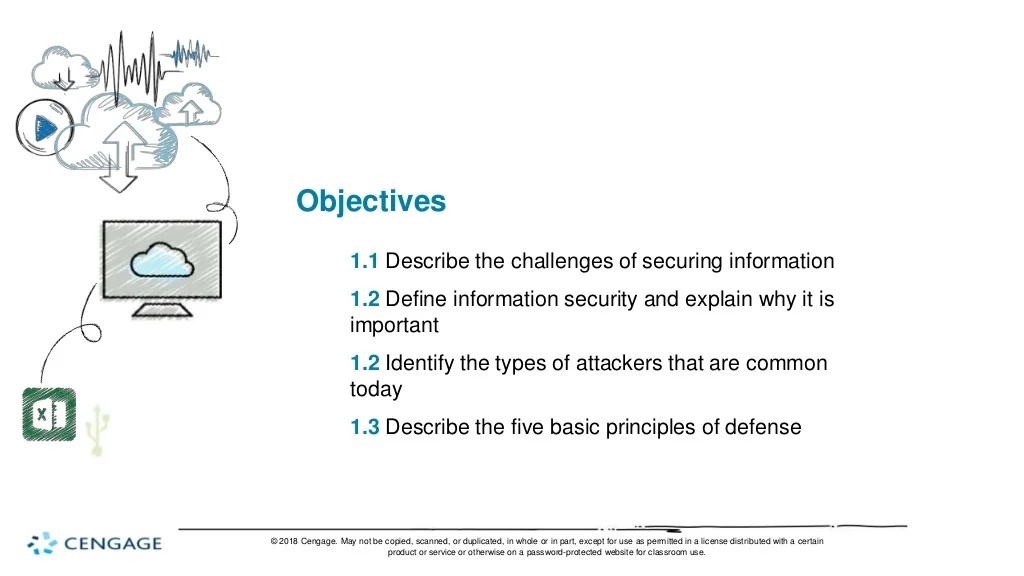 Objectives
1.1 Describe the challenges of securing information
1.2 Define information security and explain why it is
important
1.2 Identify the types of attackers that are common
today
1.3 Describe the five basic principles of defense
X
CENGAGE
© 2018 Cengage. May not be copied, scanned, or duplicated, in whole or in part, except for use as permitted in a license distributed with a certain
product or service or otherwise on a password-protected website for classroom use.